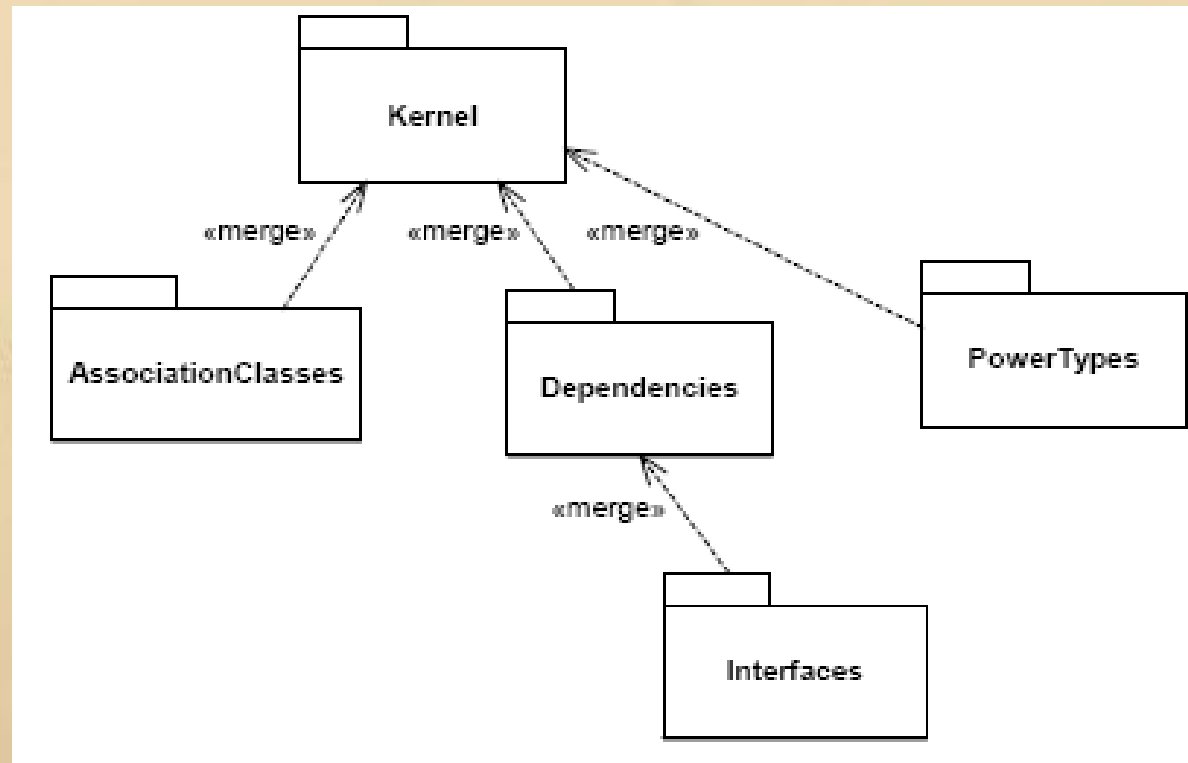 Kernel
«merge»
«merge»
«merge»
AssociationClasses
Dependencies
PowerTypes
«merge»
Interfaces